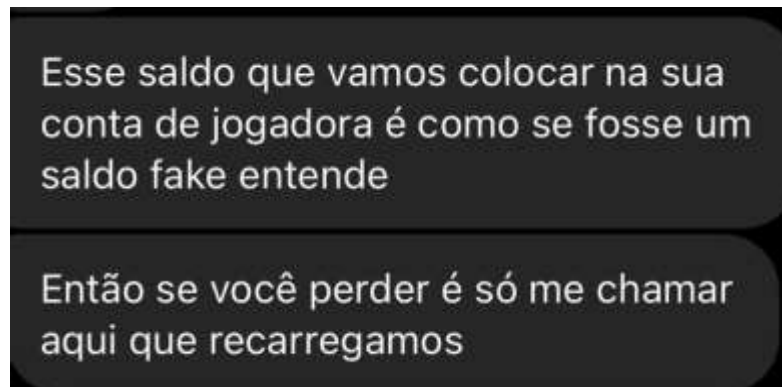 Esse saldo que vamos colocar na sua
conta de jogadora é como se fosse um
saldo fake entende
Então se você perder é só me chamar
aqui que recarregamos